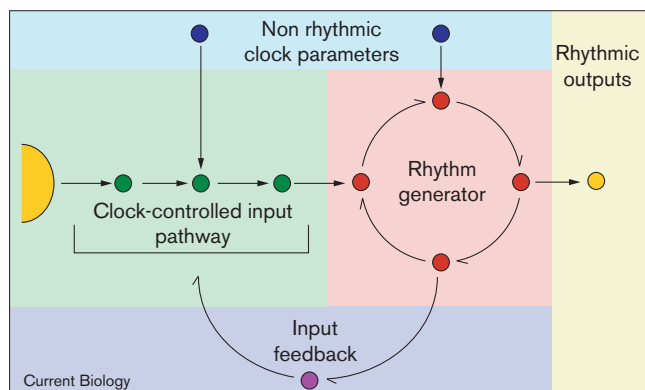 Non rhythmic
clock parameters
Rhythmic
outputs
Rhythm
generator
Clock-controlled input
pathway
Input
feedback
Current Biology